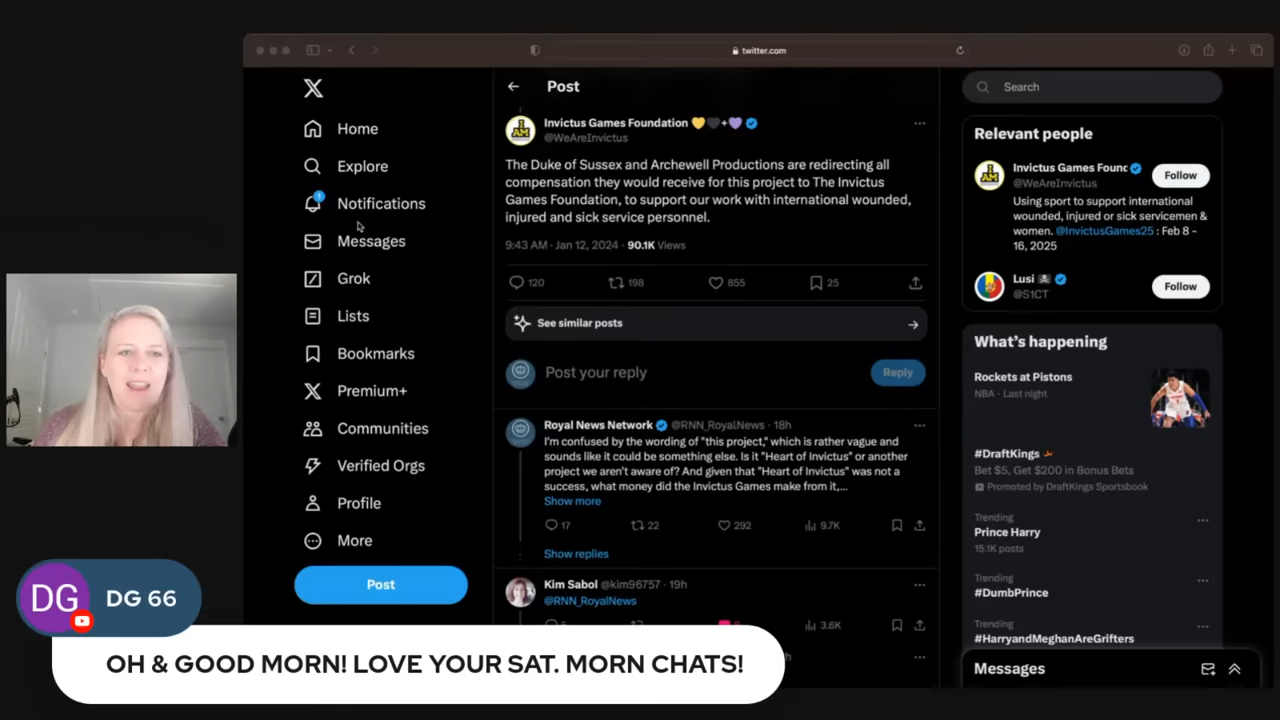 twitter.com
Home
Explore
1
Notifications
Messages
Grok
Lists
Bookmarks
Premium+
Communities
Verified Orgs
Profile
More
Post
Post
I AM
Invictus Games Foundation 💛🖤+💜
@WeAreInvictus
The Duke of Sussex and Archewell Productions are redirecting all
compensation they would receive for this project to The Invictus
Games Foundation, to support our work with international wounded,
injured and sick service personnel.
9:43 AM · Jan 12, 2024 · 90.1K Views
120 198 855 25
See similar posts
Post your reply
Reply
Royal News Network @RNN_RoyalNews · 18h
I'm confused by the wording of "this project," which is rather vague and
sounds like it could be something else. Is it "Heart of Invictus" or another
project we aren't aware of? And given that "Heart of Invictus" was not a
success, what money did the Invictus Games make from it,...
Show more
17 22 292 9.7K
Show replies
Kim Sabol @kim96757 · 19h
@RNN_RoyalNews
3.6K
Search
Relevant people
I AM
Invictus Games Found
@WeAreInvictus
Follow
Using sport to support international
wounded, injured or sick servicemen &
women. @InvictusGames25 : Feb 8 -
16, 2025
Lusi ☠️
@S1CT
Follow
What's happening
Rockets at Pistons
NBA · Last night
#DraftKings
Bet $5, Get $200 in Bonus Bets
Promoted by DraftKings Sportsbook
Trending
Prince Harry
15.1K posts
Trending
#DumbPrince
Trending
#HarryandMeghanAreGrifters
Messages
DG
DG 66
OH & GOOD MORN! LOVE YOUR SAT. MORN CHATS!